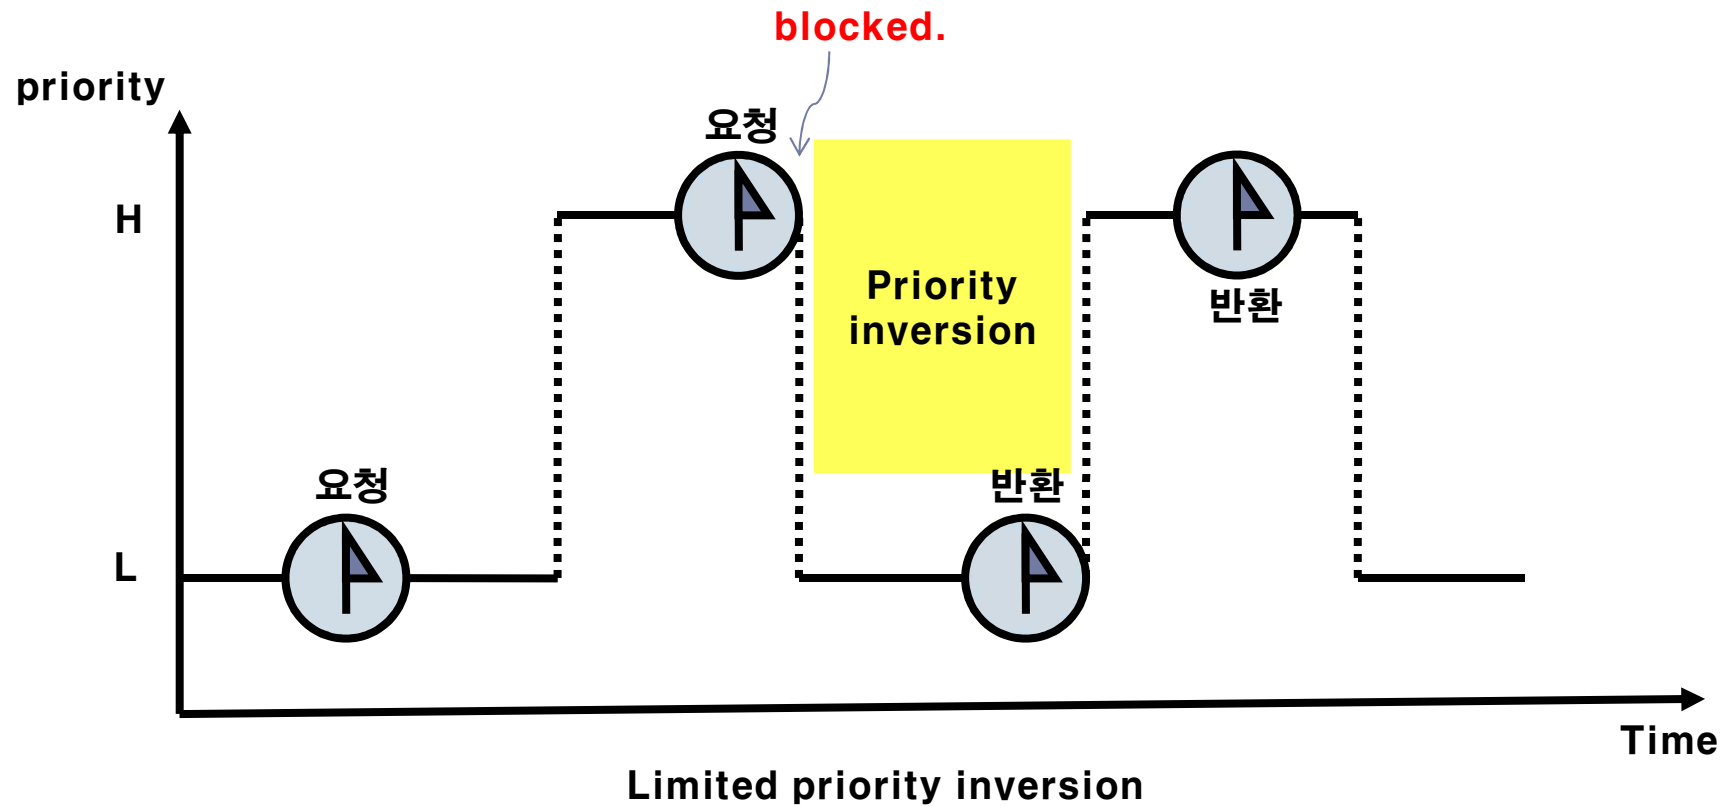 blocked.
priority
요청
H
Priority
inversion
반환
요청
반환
L
Time
Limited priority inversion